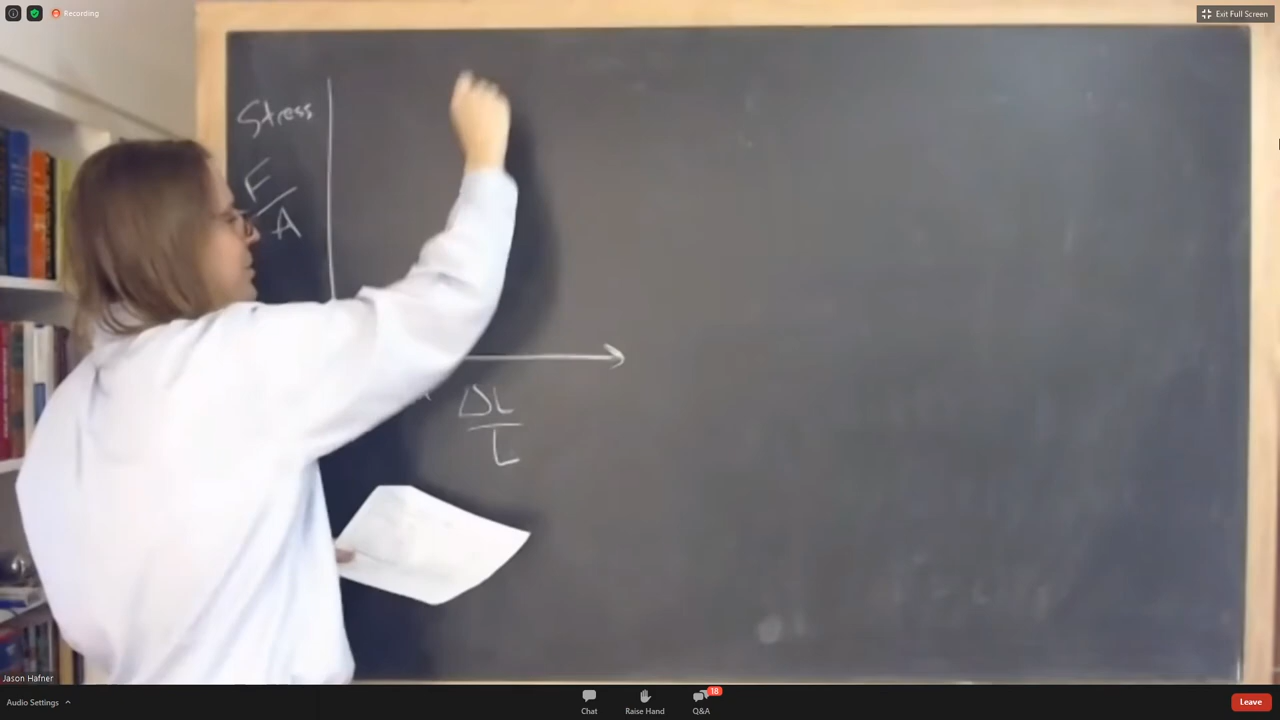 Recording
Exit Full Screen
Stress
F/A
ΔL
L
Jason Hafner
Audio Settings
Chat
Raise Hand
18
Q&A
Leave